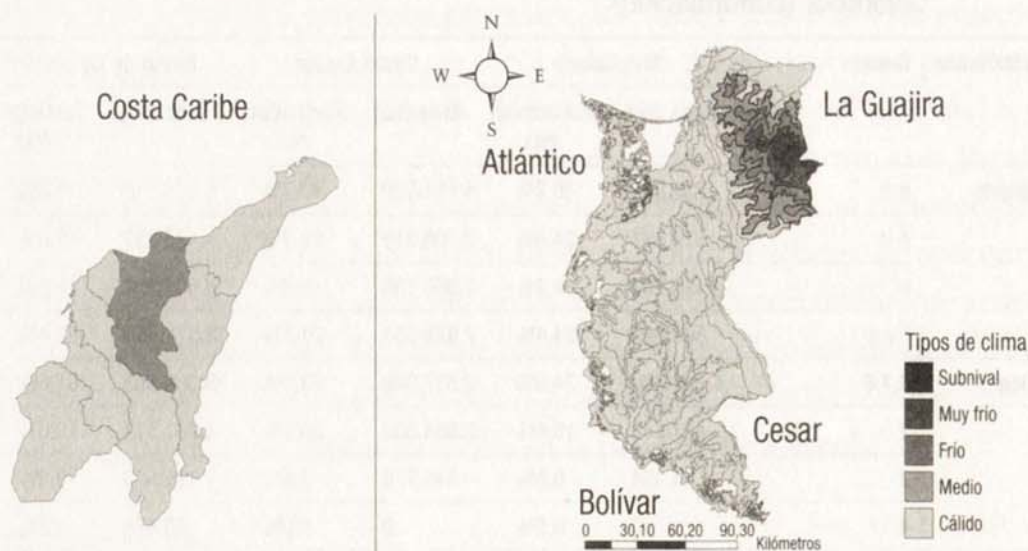 Costa Caribe
N
W
E
S
La Guajira
Atlántico
Cesar
Bolívar
Tipos de clima
Subnival
Muy frío
Frío
Medio
Cálido
0 30,10 60,20 90,30
Kilómetros